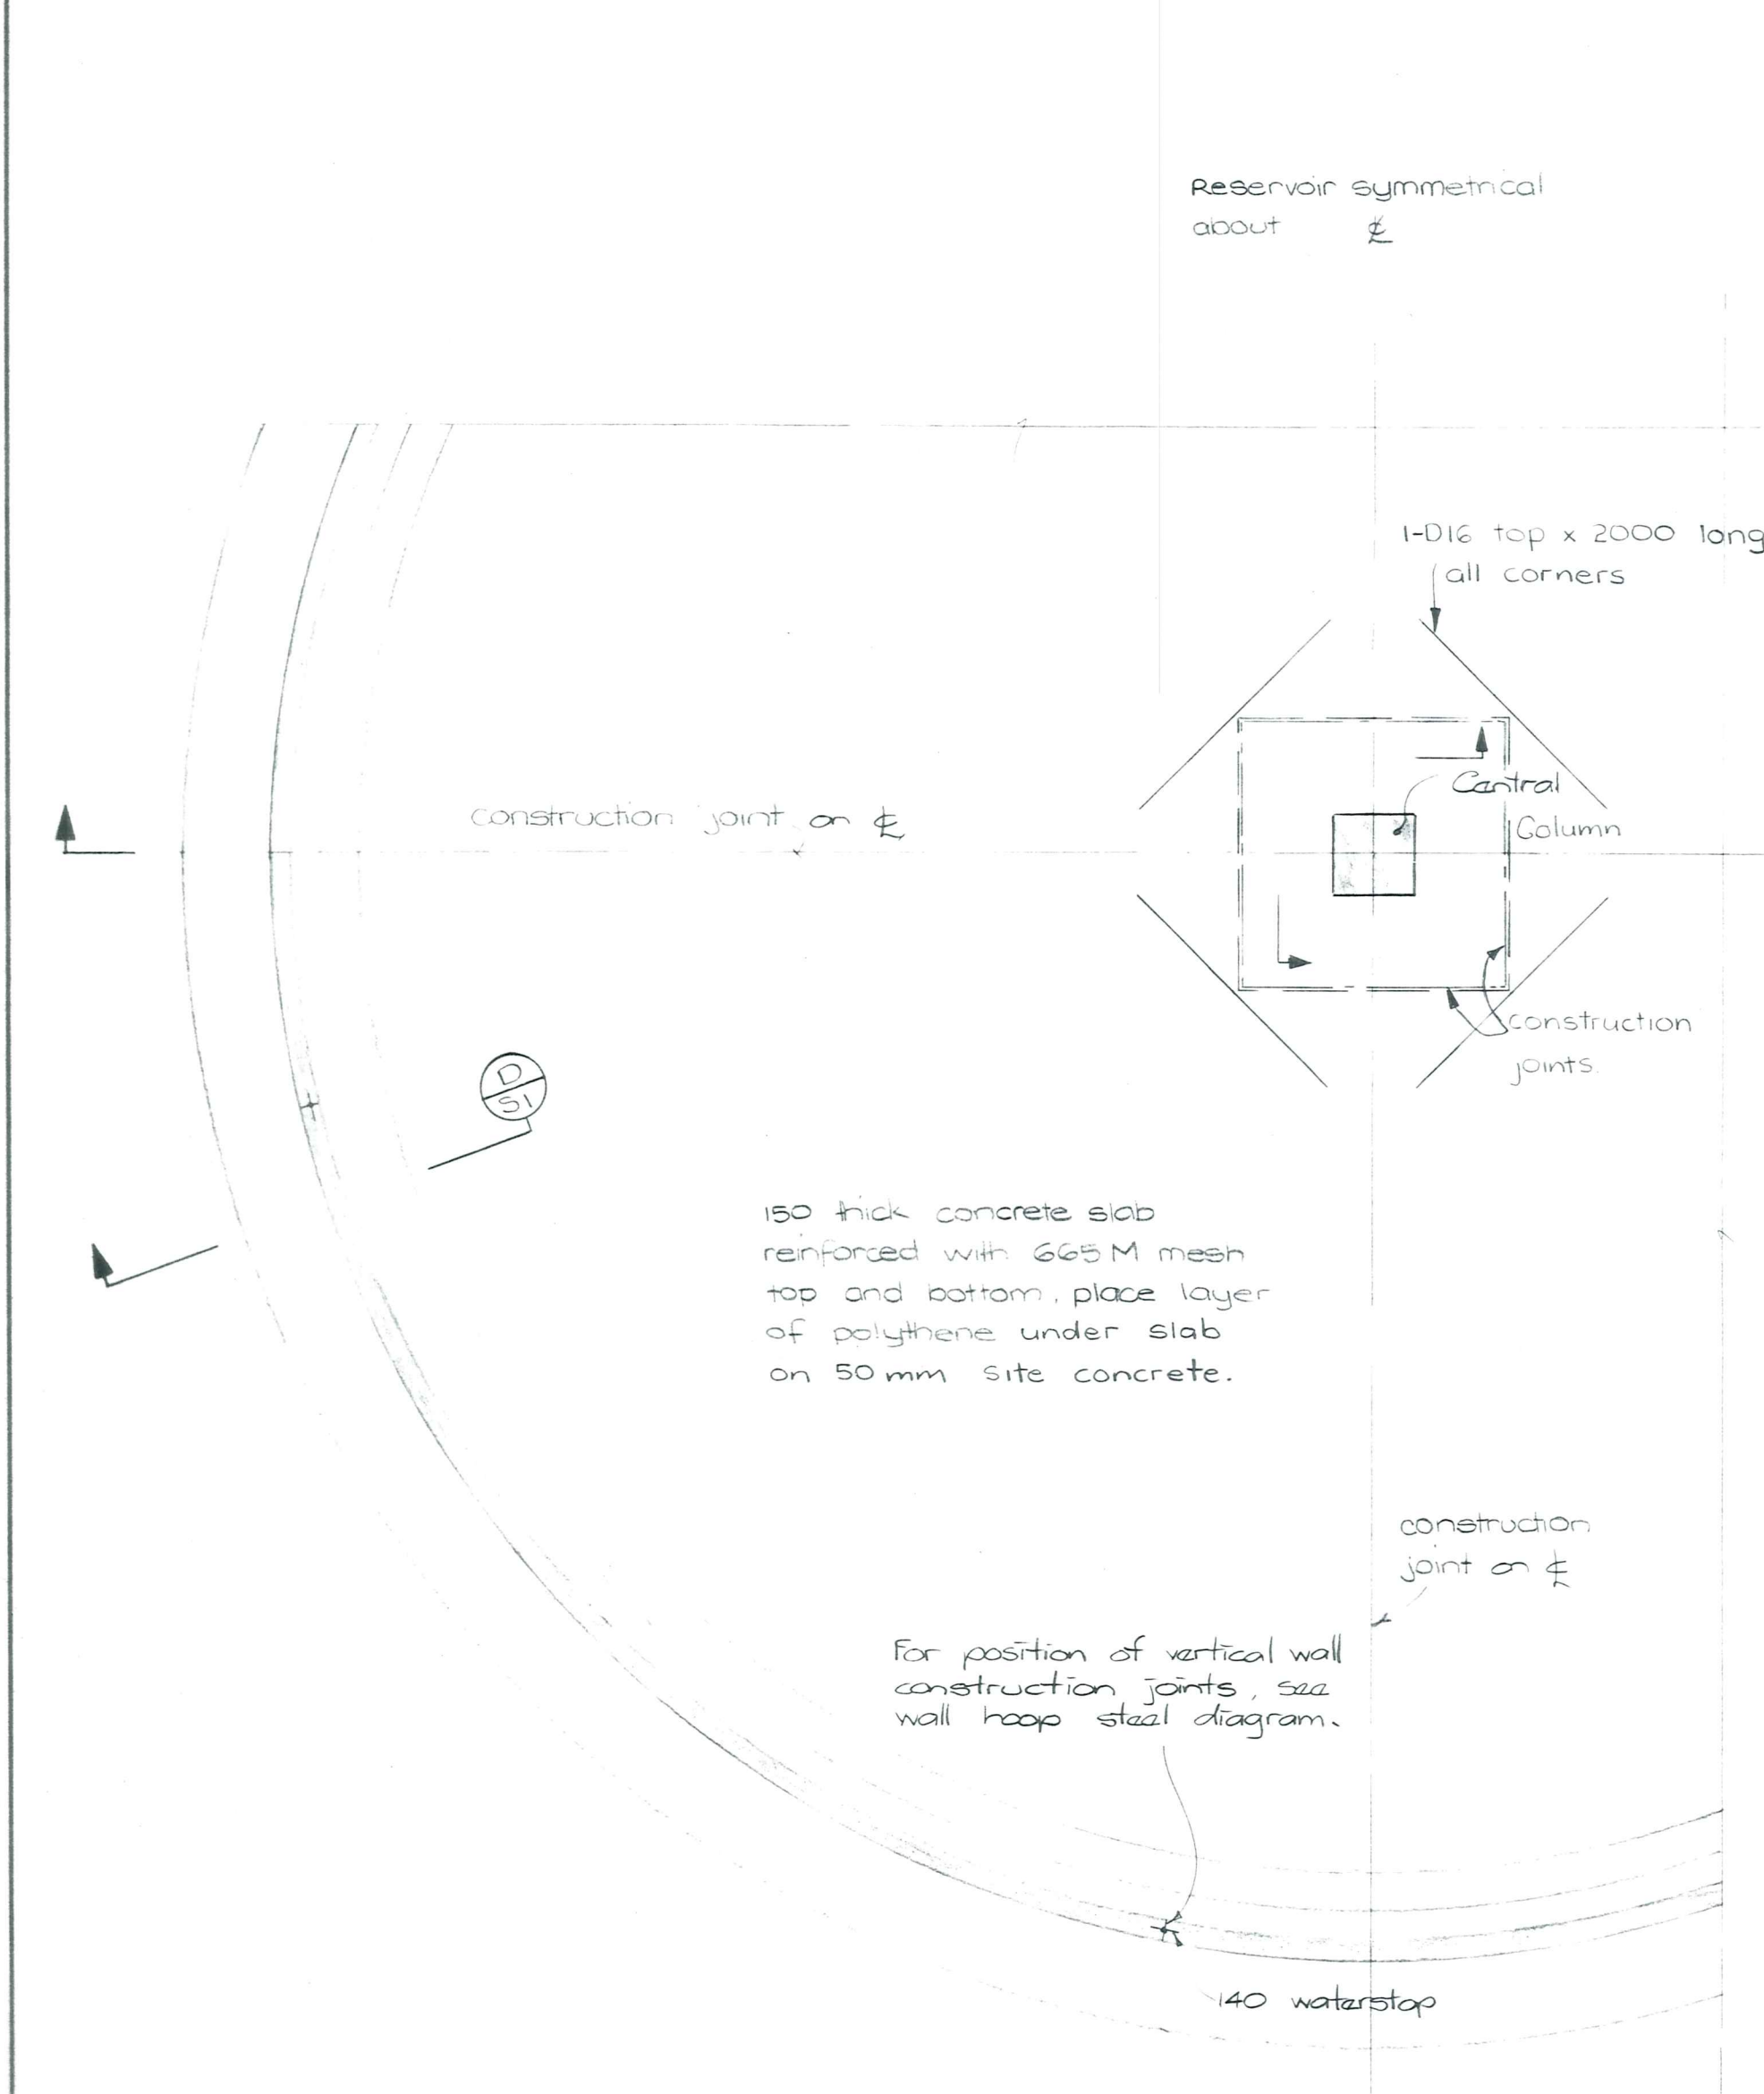 Reservoir symmetrical
about ℄
1-D16 top x 2000 long
all corners
Central
Column
construction joint on ℄
construction
joints.
D
S1
150 thick concrete slab
reinforced with 665 M mesh
top and bottom, place layer
of polythene under slab
on 50 mm site concrete.
construction
joint on ℄
For position of vertical wall
construction joints, see
wall hoop steel diagram.
140 waterstop